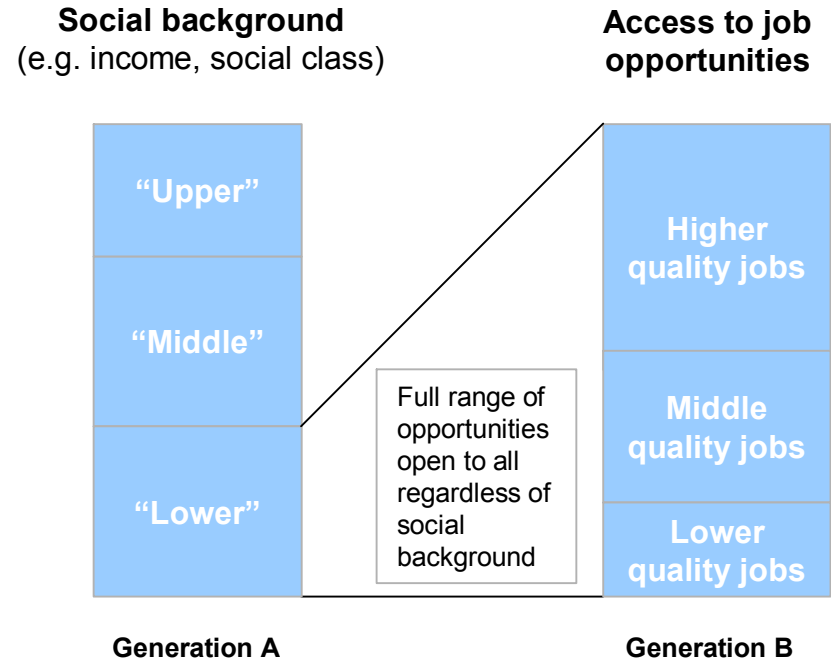 Social background
(e.g. income, social class)
Access to job
opportunities
“Upper”
“Middle”
“Lower”
Full range of
opportunities
open to all
regardless of
social
background
Higher
quality jobs
Middle
quality jobs
Lower
quality jobs
Generation A
Generation B